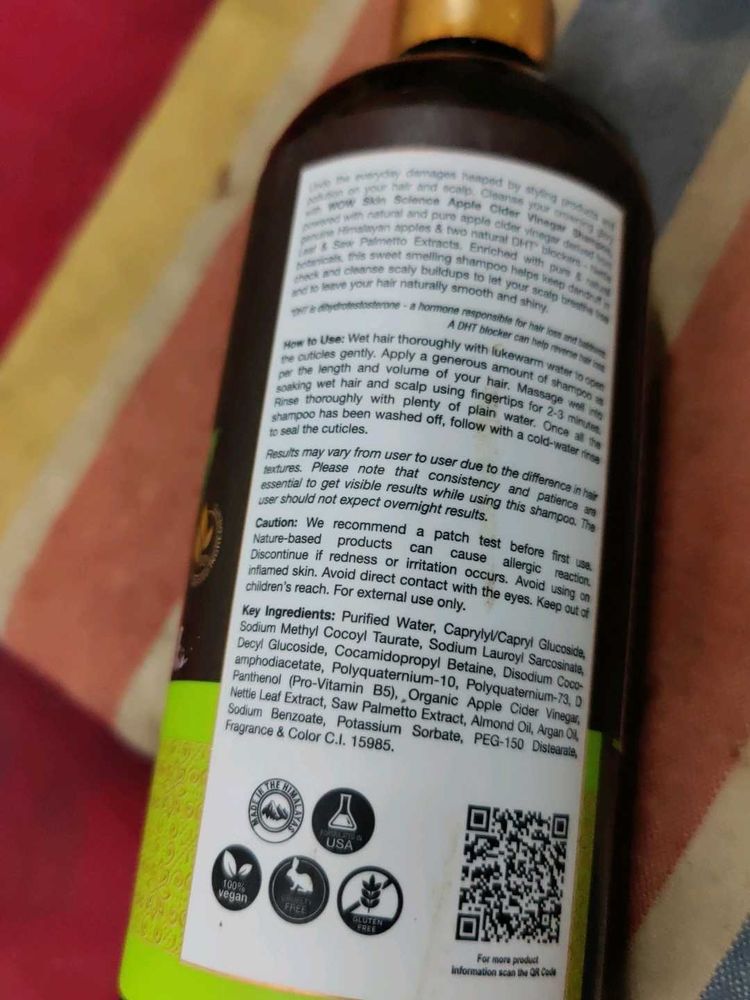 Undo the everyday damages heaped by styling products and
pollution on your hair and scalp. Cleanse your crowning glory
with WOW Skin Science Apple Cider Vinegar Shampoo
powered with natural and pure apple cider vinegar derived from
genuine Himalayan apples & two natural DHT* blockers - Nettle
Leaf & Saw Palmetto Extracts. Enriched with pure & natural
botanicals, this sweet smelling shampoo helps keep dandruff in
check and cleanse scaly buildups to let your scalp breathe free
and to leave your hair naturally smooth and shiny.
*DHT is dihydrotestosterone - a hormone responsible for hair loss and baldness.
A DHT blocker can help reverse hair loss
How to Use: Wet hair thoroughly with lukewarm water to open
the cuticles gently. Apply a generous amount of shampoo as
per the length and volume of your hair. Massage well into
soaking wet hair and scalp using fingertips for 2-3 minutes.
Rinse thoroughly with plenty of plain water. Once all the
shampoo has been washed off, follow with a cold-water rinse
to seal the cuticles.
Results may vary from user to user due to the difference in hair
textures. Please note that consistency and patience are
essential to get visible results while using this shampoo. The
user should not expect overnight results.
Caution: We recommend a patch test before first use.
Nature-based products can cause allergic reaction.
Discontinue if redness or irritation occurs. Avoid using on
inflamed skin. Avoid direct contact with the eyes. Keep out of
children's reach. For external use only.
Key Ingredients: Purified Water, Caprylyl/Capryl Glucoside,
Sodium Methyl Cocoyl Taurate, Sodium Lauroyl Sarcosinate,
Decyl Glucoside, Cocamidopropyl Betaine, Disodium Coco-
amphodiacetate, Polyquaternium-10, Polyquaternium-73, D
Panthenol (Pro-Vitamin B5), Organic Apple Cider Vinegar,
Nettle Leaf Extract, Saw Palmetto Extract, Almond Oil, Argan Oil,
Sodium Benzoate, Potassium Sorbate, PEG-150 Distearate,
Fragrance & Color C.I. 15985.
MADE IN THE HIMALAYAS
FORMULATED IN
USA
100%
vegan
CRUELTY
FREE
GLUTEN
FREE
For more product
information scan the QR Code